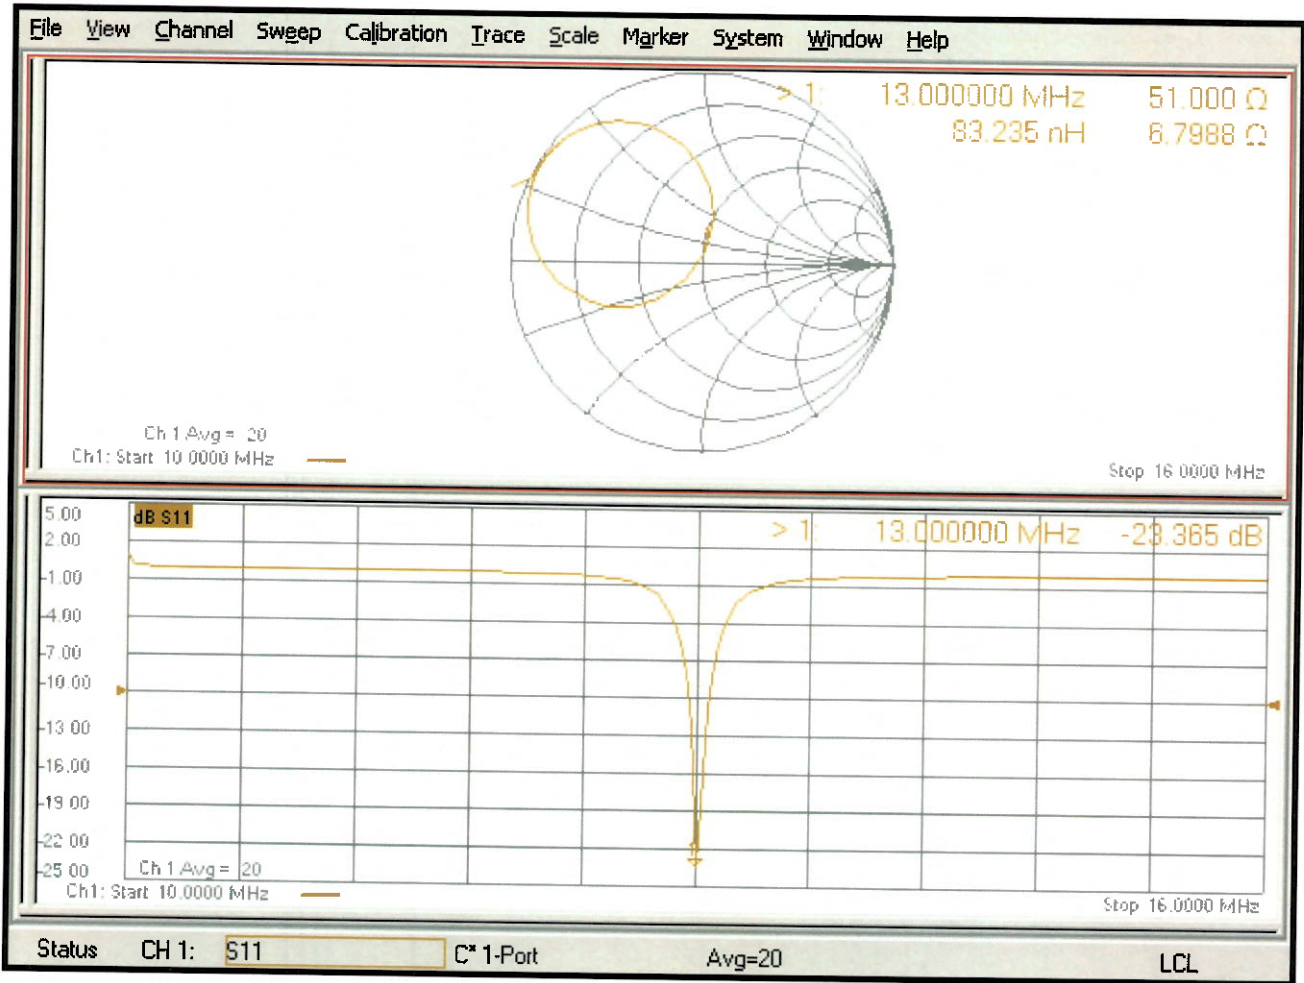 File View Channel Sweep Calibration Trace Scale Marker System Window Help
> 1: 13.000000 MHz 51.000 Ω
83.235 nH 6.7988 Ω
Ch 1 Avg = 20
Ch1: Start 10.0000 MHz
Stop 16.0000 MHz
5.00
dB S11
> 1: 13.000000 MHz -23.365 dB
2.00
-1.00
-4.00
-7.00
-10.00
-13.00
-16.00
-19.00
-22.00
-25.00
Ch 1 Avg = 20
Ch1: Start 10.0000 MHz
Stop 16.0000 MHz
Status CH 1: S11 C* 1-Port Avg=20 LCL